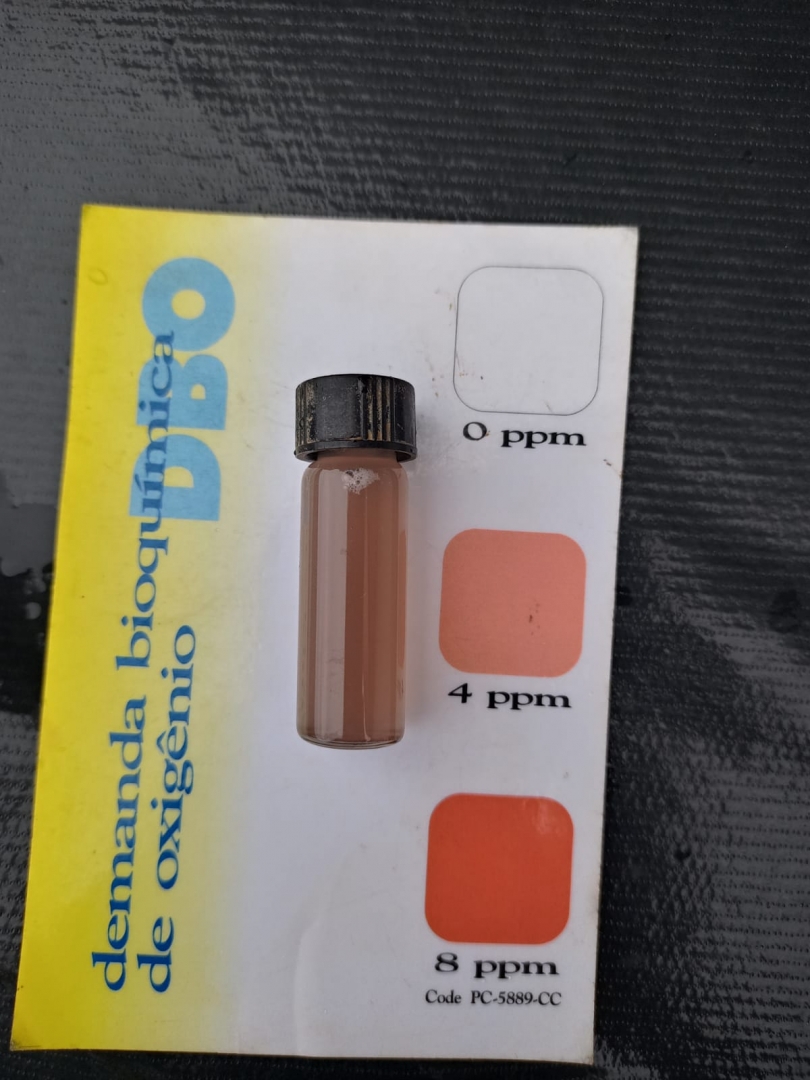 DBO
demanda bioquímica
de oxigênio
0 ppm
4 ppm
8 ppm
Code PC-5889-CC